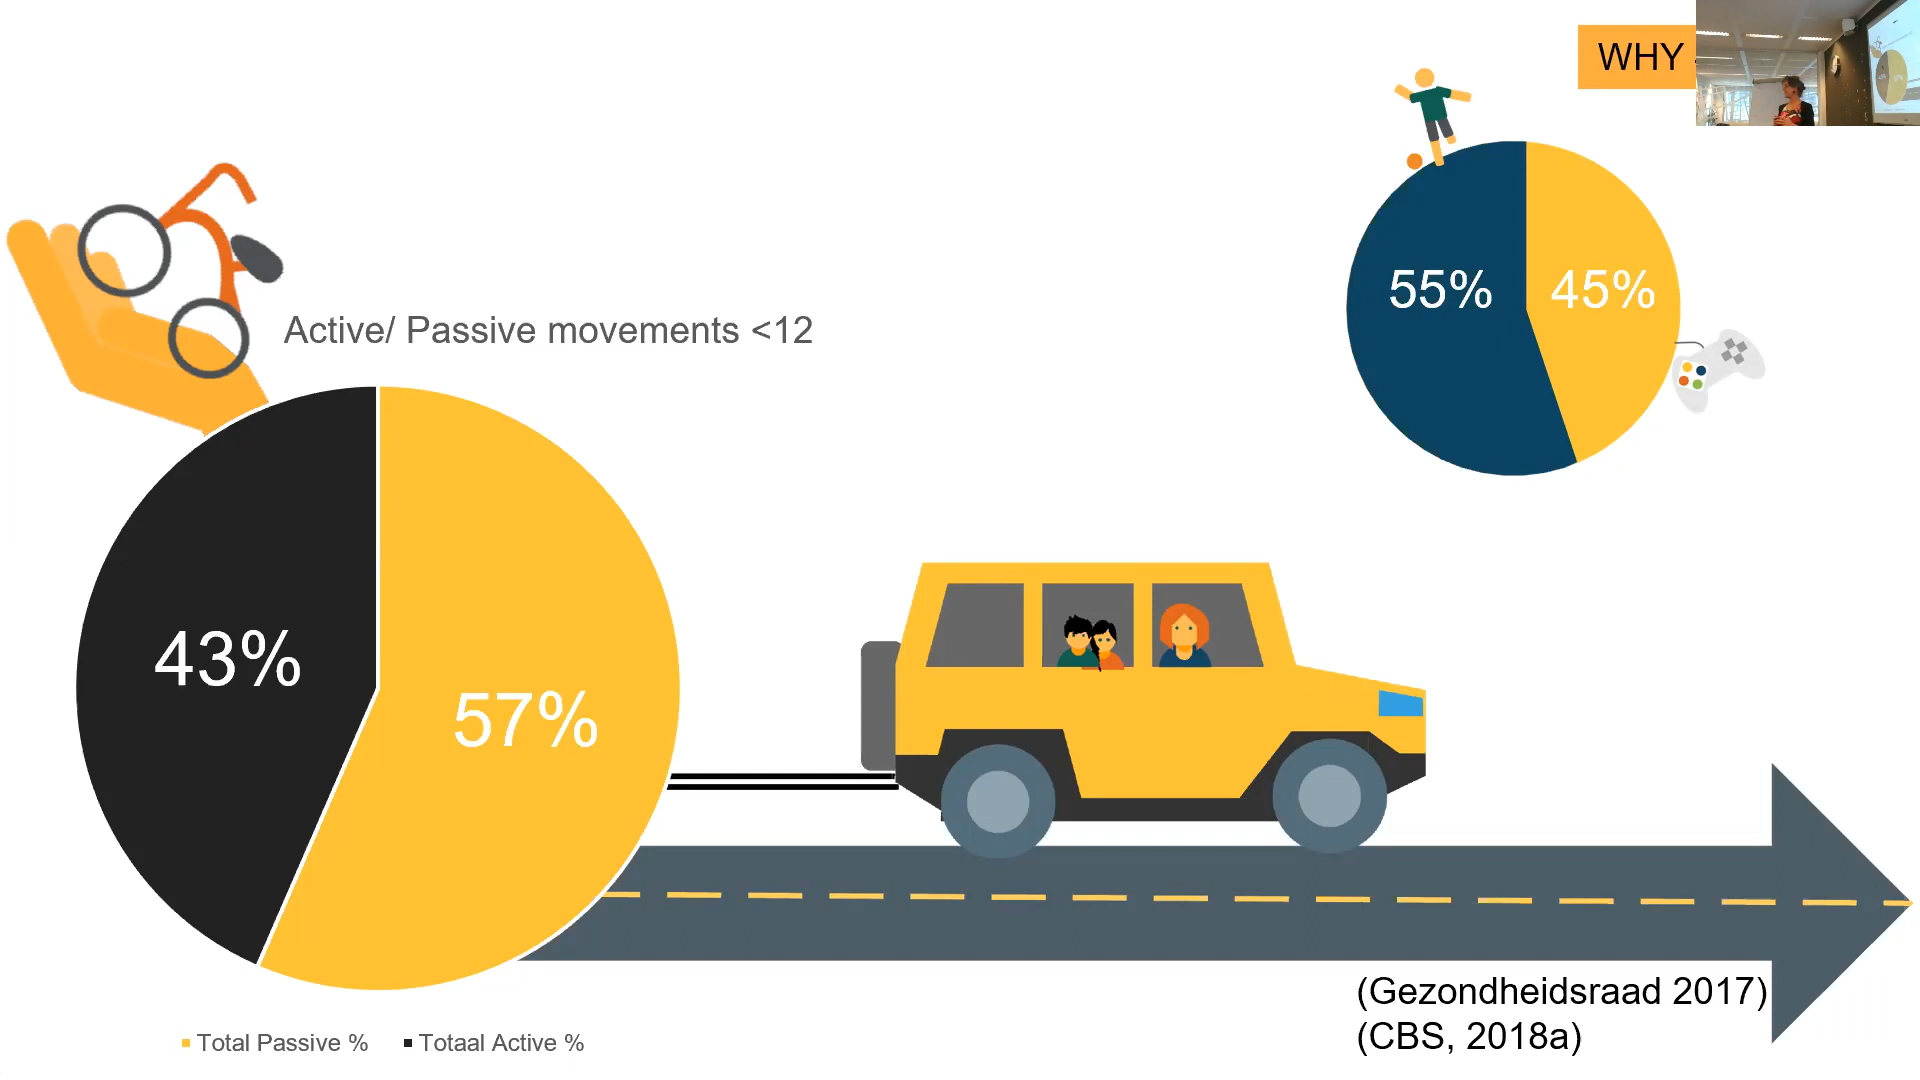 WHY
55%
45%
Active/ Passive movements <12
43%
57%
(Gezondheidsraad 2017)
(CBS, 2018a)
Total Passive %
Totaal Active %